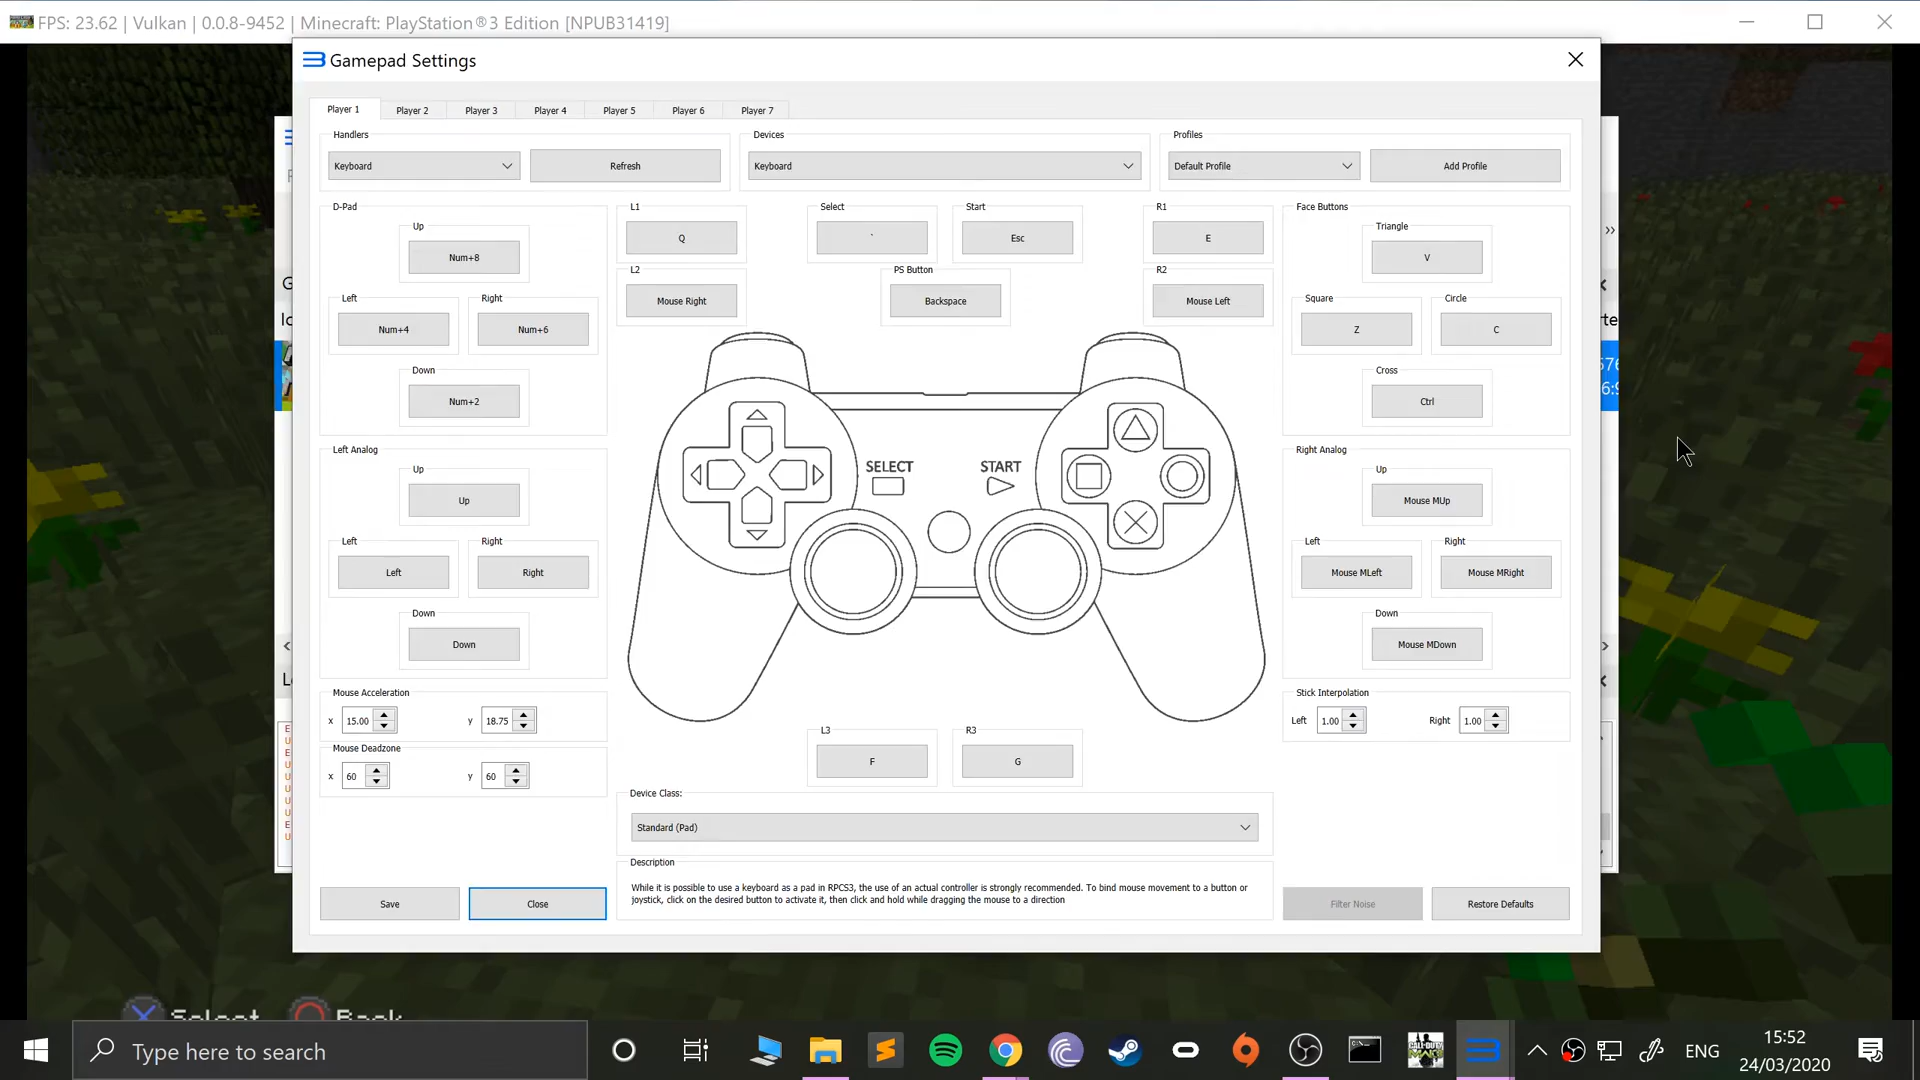 FPS: 23.62 | Vulkan | 0.0.8-9452 | Minecraft: PlayStation®3 Edition [NPUB31419]
Gamepad Settings
Player 1 Player 2 Player 3 Player 4 Player 5 Player 6 Player 7
Handlers Devices Profiles
Keyboard Refresh Keyboard Default Profile Add Profile
D-Pad L1 Select Start R1 Face Buttons
Up Triangle
Q ` Esc E
Num+8 V
L2 PS Button R2
Left Right Square Circle
Mouse Right Backspace Mouse Left
Num+4 Num+6 Z C
Down Cross
Num+2 Ctrl
Left Analog Right Analog
SELECT START
Up Up
Up Mouse MUp
Left Right Left Right
Left Right Mouse MLeft Mouse MRight
Down Down
Down Mouse MDown
Mouse Acceleration Stick Interpolation
x 15.00 y 18.75 Left 1.00 Right 1.00
L3 R3
Mouse Deadzone
F G
x 60 y 60
Device Class:
Standard (Pad)
Description
While it is possible to use a keyboard as a pad in RPCS3, the use of an actual controller is strongly recommended. To bind mouse movement to a button or
joystick, click on the desired button to activate it, then click and hold while dragging the mouse to a direction
Save Close Filter Noise Restore Defaults
Select Back
Type here to search
ENG
15:52
24/03/2020